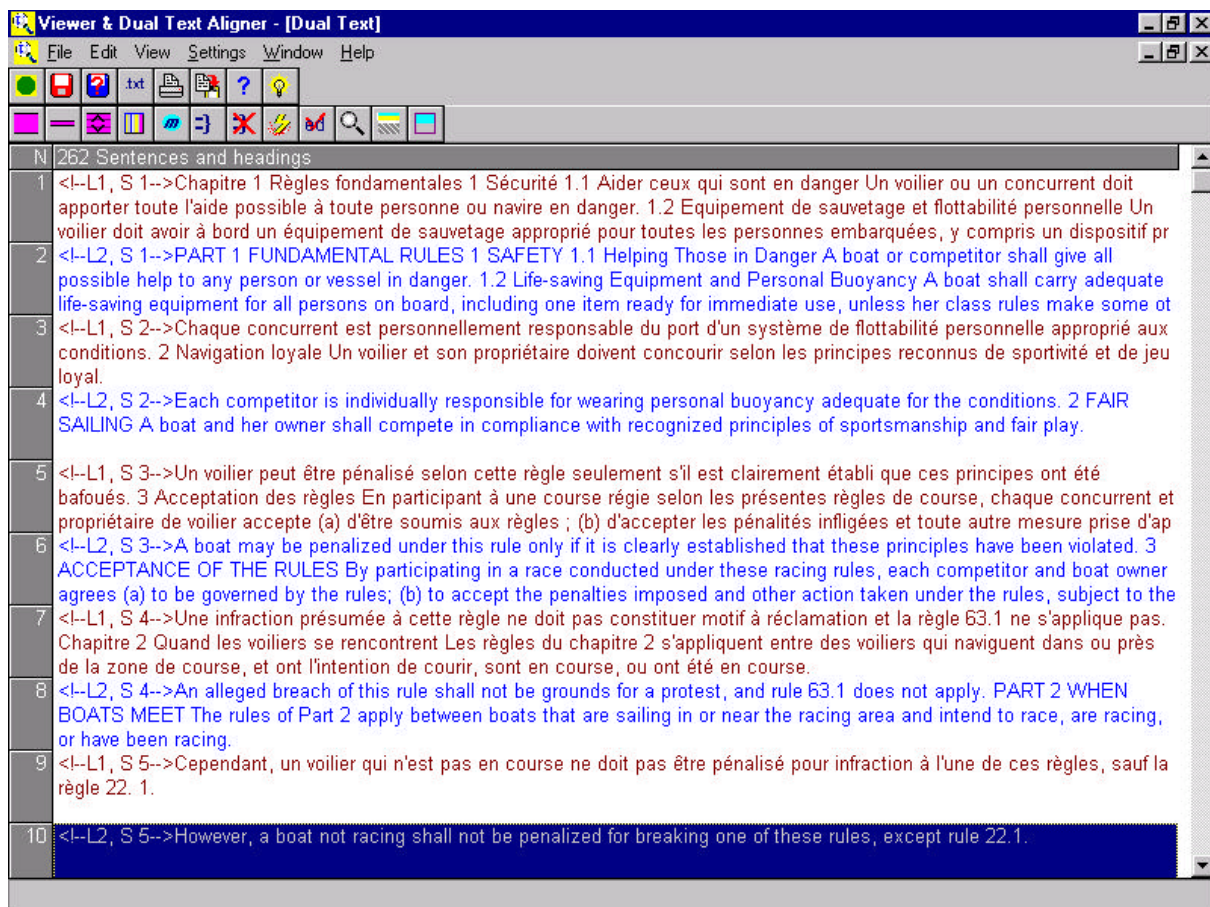 Viewer & Dual Text Aligner - [Dual Text]
File Edit View Settings Window Help
.txt ?
m ad
N 262 Sentences and headings
1 <!--L1, S 1-->Chapitre 1 Règles fondamentales 1 Sécurité 1.1 Aider ceux qui sont en danger Un voilier ou un concurrent doit
apporter toute l'aide possible à toute personne ou navire en danger. 1.2 Equipement de sauvetage et flottabilité personnelle Un
voilier doit avoir à bord un équipement de sauvetage approprié pour toutes les personnes embarquées, y compris un dispositif pr
2 <!--L2, S 1-->PART 1 FUNDAMENTAL RULES 1 SAFETY 1.1 Helping Those in Danger A boat or competitor shall give all
possible help to any person or vessel in danger. 1.2 Life-saving Equipment and Personal Buoyancy A boat shall carry adequate
life-saving equipment for all persons on board, including one item ready for immediate use, unless her class rules make some ot
3 <!--L1, S 2-->Chaque concurrent est personnellement responsable du port d'un système de flottabilité personnelle approprié aux
conditions. 2 Navigation loyale Un voilier et son propriétaire doivent concourir selon les principes reconnus de sportivité et de jeu
loyal.
4 <!--L2, S 2-->Each competitor is individually responsible for wearing personal buoyancy adequate for the conditions. 2 FAIR
SAILING A boat and her owner shall compete in compliance with recognized principles of sportsmanship and fair play.
5 <!--L1, S 3-->Un voilier peut être pénalisé selon cette règle seulement s'il est clairement établi que ces principes ont été
bafoués. 3 Acceptation des règles En participant à une course régie selon les présentes règles de course, chaque concurrent et
propriétaire de voilier accepte (a) d'être soumis aux règles ; (b) d'accepter les pénalités infligées et toute autre mesure prise d'ap
6 <!--L2, S 3-->A boat may be penalized under this rule only if it is clearly established that these principles have been violated. 3
ACCEPTANCE OF THE RULES By participating in a race conducted under these racing rules, each competitor and boat owner
agrees (a) to be governed by the rules; (b) to accept the penalties imposed and other action taken under the rules, subject to the
7 <!--L1, S 4-->Une infraction présumée à cette règle ne doit pas constituer motif à réclamation et la règle 63.1 ne s'applique pas.
Chapitre 2 Quand les voiliers se rencontrent Les règles du chapitre 2 s'appliquent entre des voiliers qui naviguent dans ou près
de la zone de course, et ont l'intention de courir, sont en course, ou ont été en course.
8 <!--L2, S 4-->An alleged breach of this rule shall not be grounds for a protest, and rule 63.1 does not apply. PART 2 WHEN
BOATS MEET The rules of Part 2 apply between boats that are sailing in or near the racing area and intend to race, are racing,
or have been racing.
9 <!--L1, S 5-->Cependant, un voilier qui n'est pas en course ne doit pas être pénalisé pour infraction à l'une de ces règles, sauf la
règle 22. 1.
10 <!--L2, S 5-->However, a boat not racing shall not be penalized for breaking one of these rules, except rule 22.1.